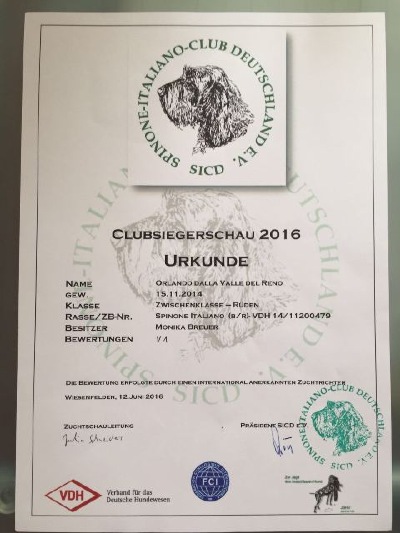 SPINONE-ITALIANO-CLUB DEUTSCHLAND E.V.
SICD
CLUBSIEGERSCHAU 2016
URKUNDE
NAME ORLANDO DALLA VALLE DEL RENO
GEW. 15.11.2014
KLASSE ZWISCHENKLASSE – RÜDEN
RASSE/ZB-NR. SPINONE ITALIANO (B/R)- VDH 14/11200479
BESITZER MONIKA BREUER
BEWERTUNGEN V1
DIE BEWERTUNG ERFOLGTE DURCH EINEN INTERNATIONAL ANERKANNTEN ZUCHTRICHTER
WIESENFELDEN, 12.JUNI 2016
ZUCHTSCHAULEITUNG PRÄSIDENT SICD E.V.
SPINONE-ITALIANO-CLUB DEUTSCHLAND E.V.
SICD
VDH Verband für das
Deutsche Hundewesen
FCI